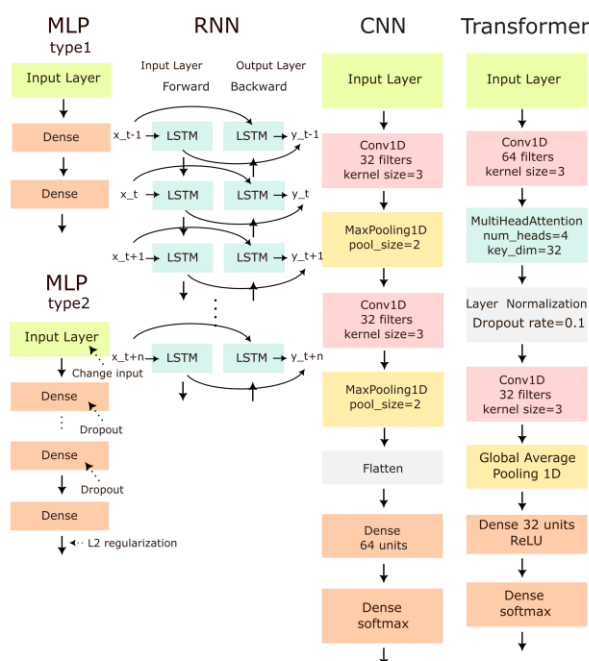 MLP
type1
Input Layer
Dense
Dense
MLP
type2
Input Layer
Change input
Dense
Dropout
Dense
Dropout
Dense
L2 regularization
RNN
Input Layer
Output Layer
Forward
Backward
x_t-1
LSTM
LSTM
y_t-1
x_t
LSTM
LSTM
y_t
x_t+1
LSTM
LSTM
y_t+1
x_t+n
LSTM
LSTM
y_t+n
CNN
Input Layer
Conv1D
32 filters
kernel size=3
MaxPooling1D
pool_size=2
Conv1D
32 filters
kernel size=3
MaxPooling1D
pool_size=2
Flatten
Dense
64 units
Dense
softmax
Transformer
Input Layer
Conv1D
64 filters
kernel size=3
MultiHeadAttention
num_heads=4
key_dim=32
Layer Normalization
Dropout rate=0.1
Conv1D
32 filters
kernel size=3
Global Average
Pooling 1D
Dense 32 units
ReLU
Dense
softmax